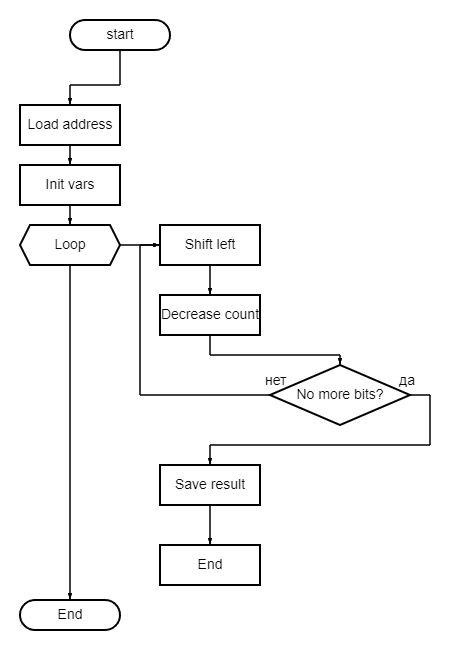 start
Load address
Init vars
Loop
Shift left
Decrease count
нет
да
No more bits?
Save result
End
End